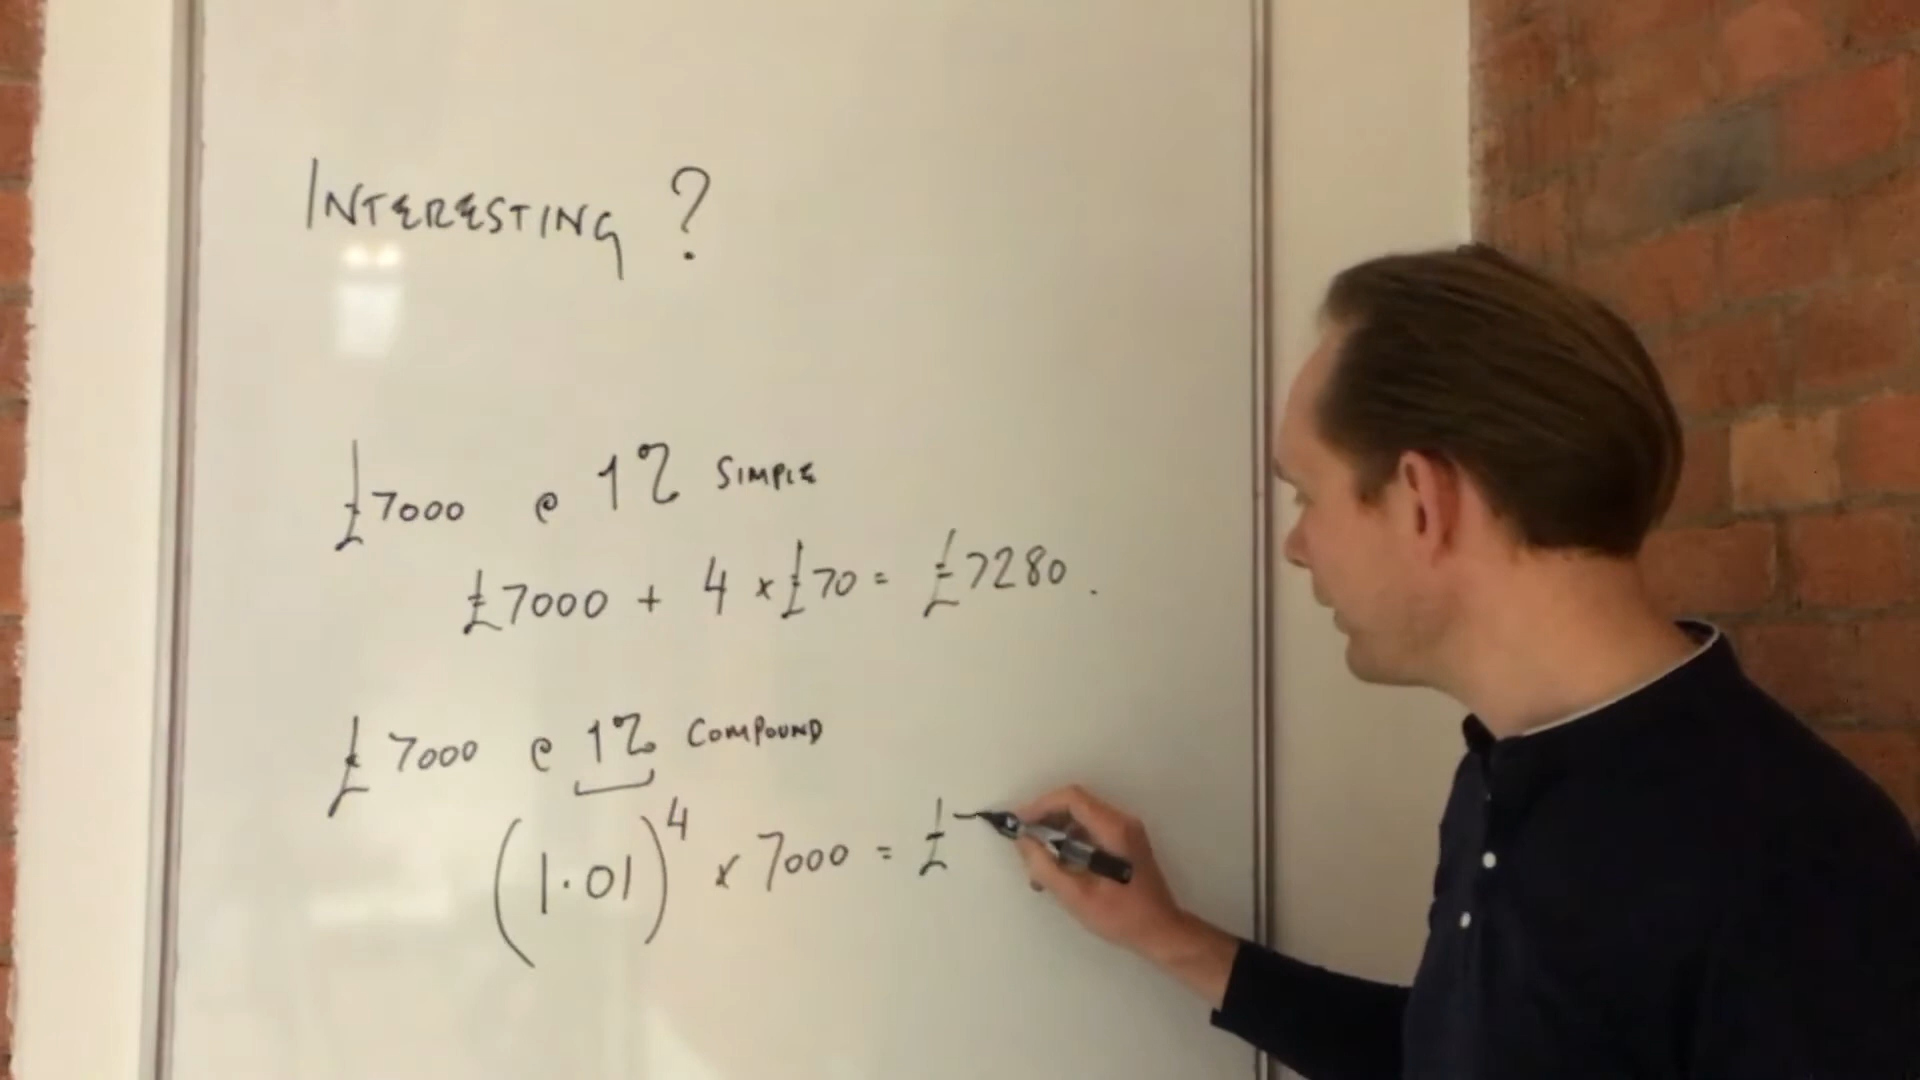 INTERESTING ?
£7000 @ 1% SIMPLE
£7000 + 4 x £70 = £7280.
£7000 @ 1% COMPOUND
(1.01)^4 x 7000 = £